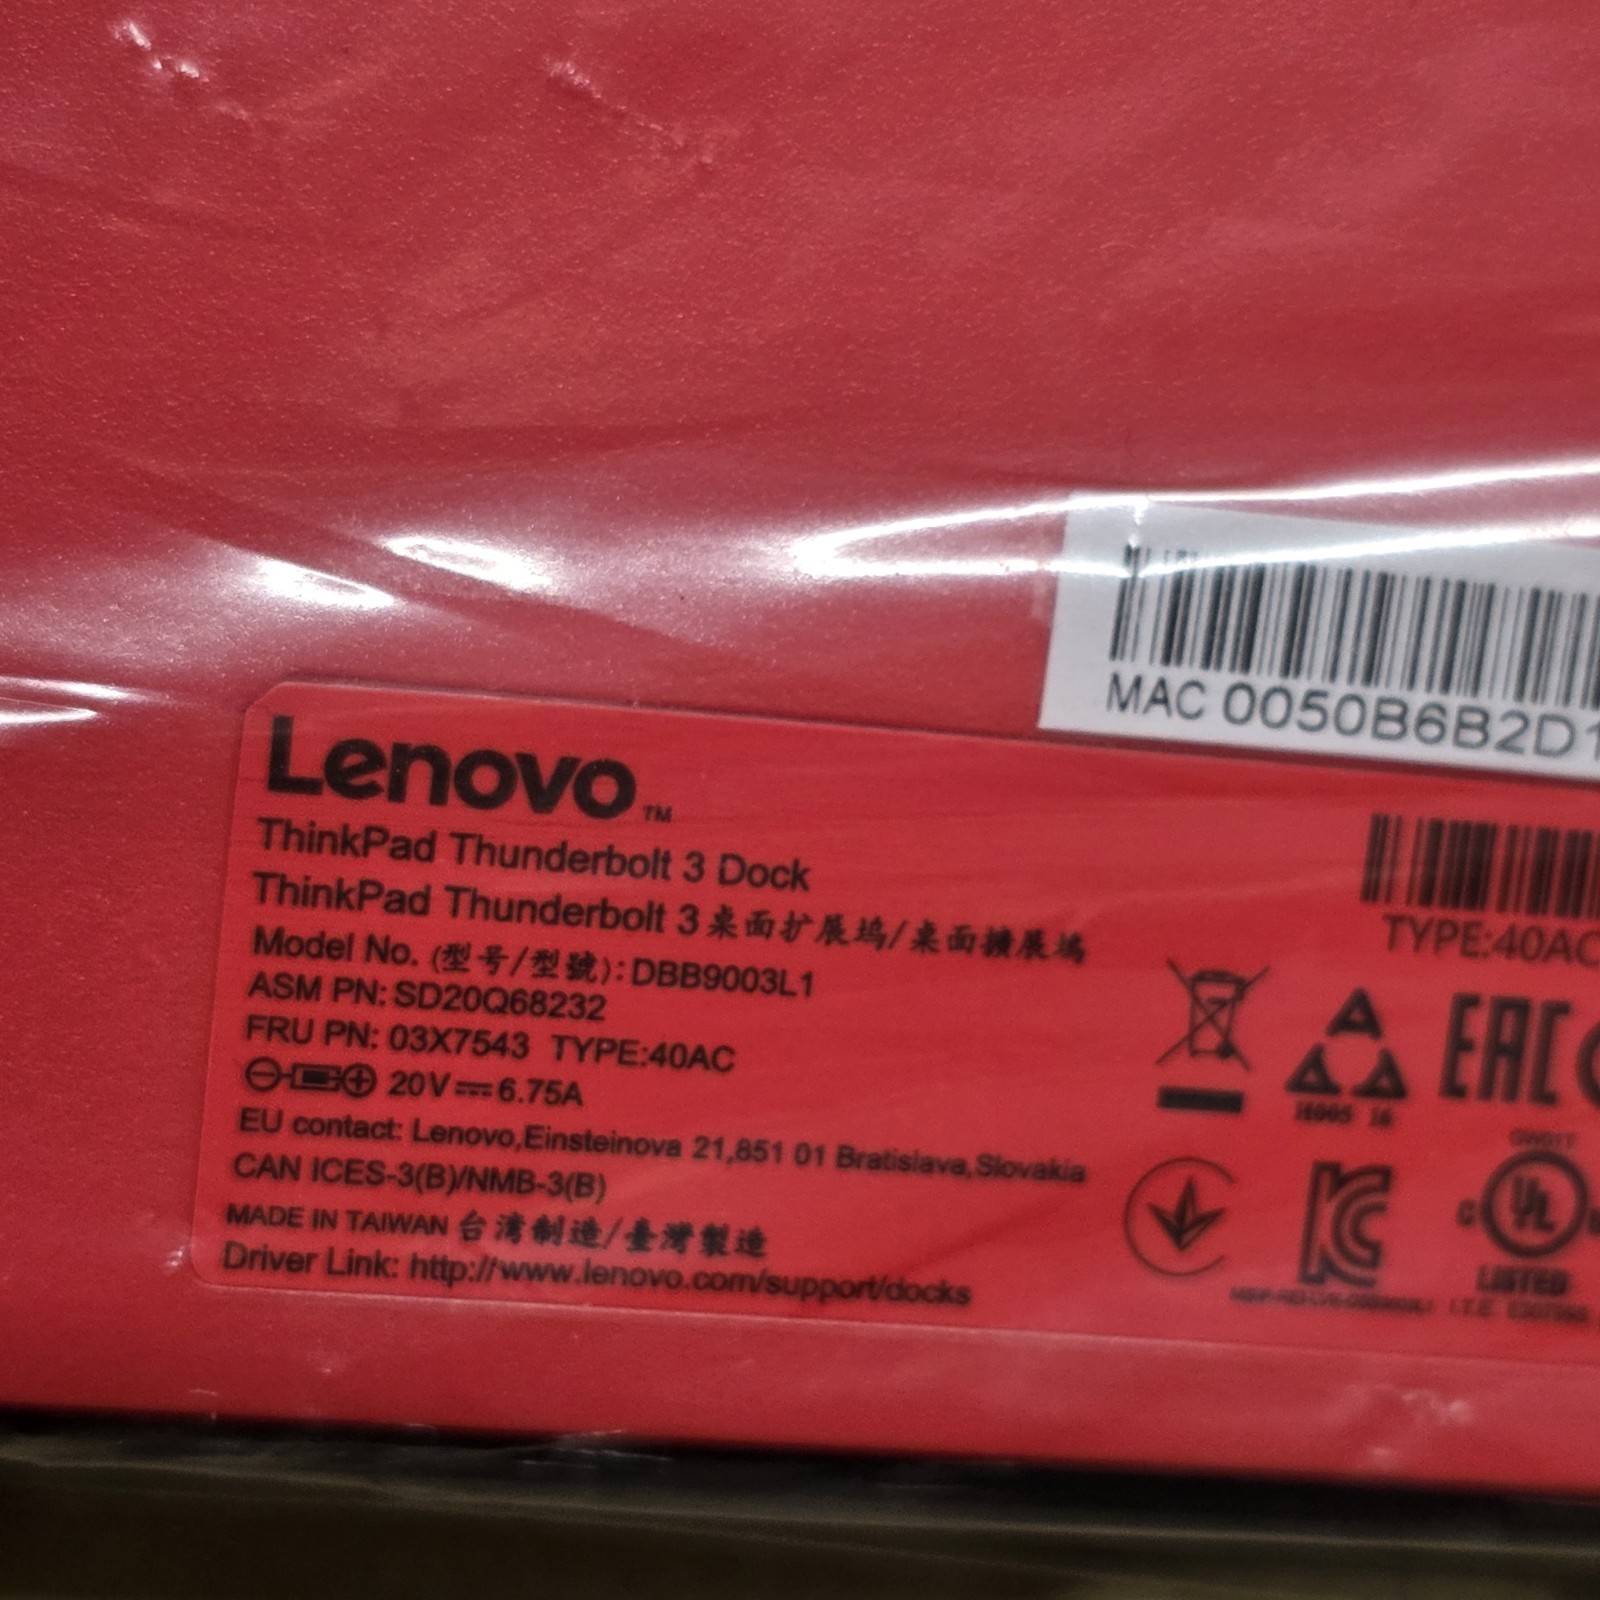 MAC 0050B6B2D1
Lenovo™
ThinkPad Thunderbolt 3 Dock
ThinkPad Thunderbolt 3 桌面扩展坞/桌面擴展塢
Model No. (型号/型號): DBB9003L1
ASM PN: SD20Q68232
FRU PN: 03X7543 TYPE:40AC
20V 6.75A
EU contact: Lenovo,Einsteinova 21,851 01 Bratislava,Slovakia
CAN ICES-3(B)/NMB-3(B)
MADE IN TAIWAN 台湾制造/臺灣製造
Driver Link: http://www.lenovo.com/support/docks
TYPE:40AC
EAC
UL
LISTED
I.T.E.